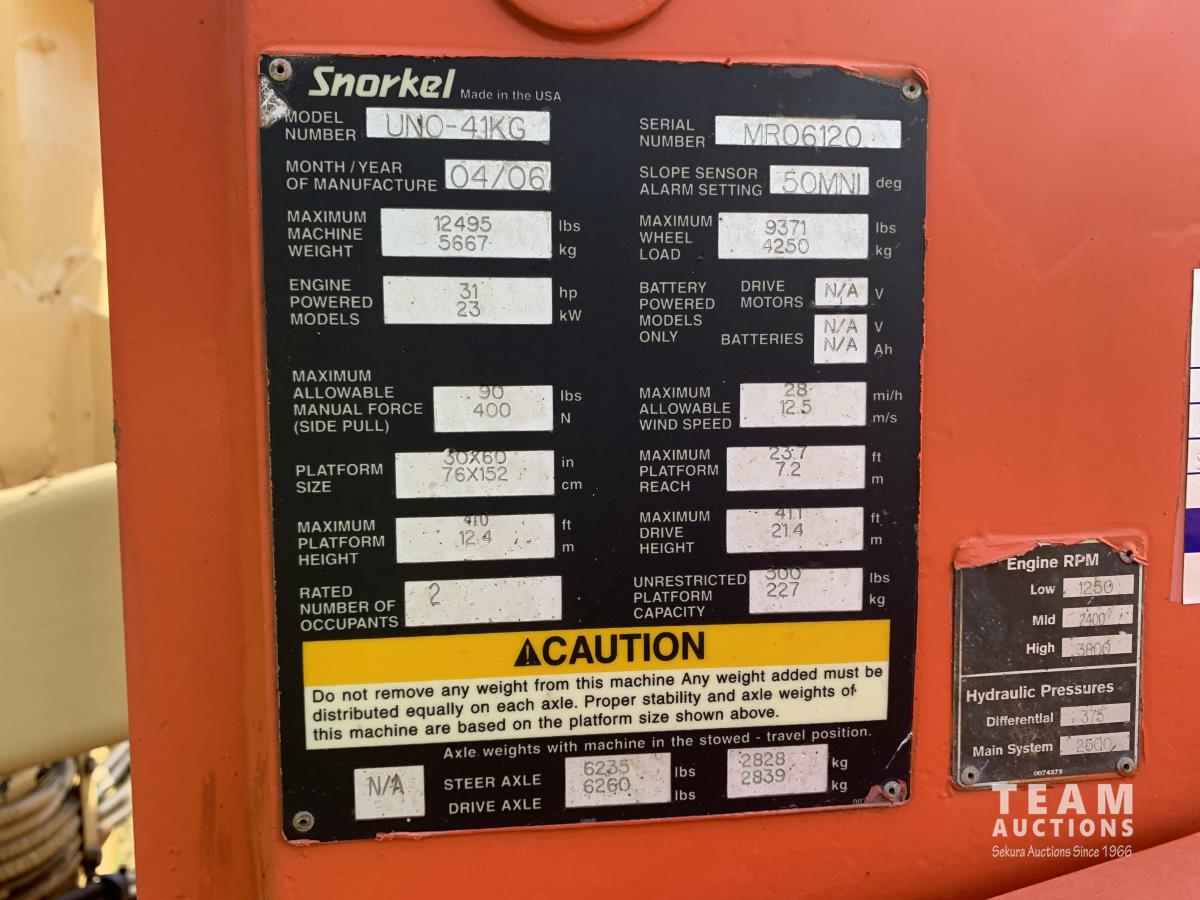 Snorkel Made in the USA
MODEL NUMBER UNO-41KG
SERIAL NUMBER MR06120
MONTH / YEAR OF MANUFACTURE 04/06
SLOPE SENSOR ALARM SETTING 50MNI deg
MAXIMUM MACHINE WEIGHT 12495 lbs 5667 kg
MAXIMUM WHEEL LOAD 9371 lbs 4250 kg
ENGINE POWERED MODELS 31 hp 23 kW
BATTERY POWERED MODELS ONLY
DRIVE MOTORS N/A V
BATTERIES N/A V N/A Ah
MAXIMUM ALLOWABLE MANUAL FORCE (SIDE PULL) 90 lbs 400 N
MAXIMUM ALLOWABLE WIND SPEED 28 mi/h 12.5 m/s
PLATFORM SIZE 30X60 in 76X152 cm
MAXIMUM PLATFORM REACH 23.7 ft 7.2 m
MAXIMUM PLATFORM HEIGHT 410 ft 12.4 m
MAXIMUM DRIVE HEIGHT 41.1 ft 21.4 m
RATED NUMBER OF OCCUPANTS 2
UNRESTRICTED PLATFORM CAPACITY 500 lbs 227 kg
CAUTION
Do not remove any weight from this machine Any weight added must be
distributed equally on each axle. Proper stability and axle weights of
this machine are based on the platform size shown above.
Axle weights with machine in the stowed - travel position.
N/A
STEER AXLE 6235 lbs 2828 kg
DRIVE AXLE 6260 lbs 2839 kg
Engine RPM
Low 1250
Mid 2400
High 3800
Hydraulic Pressures
Differential 375
Main System 2500
0074372
TEAM
AUCTIONS
Sekura Auctions Since 1966